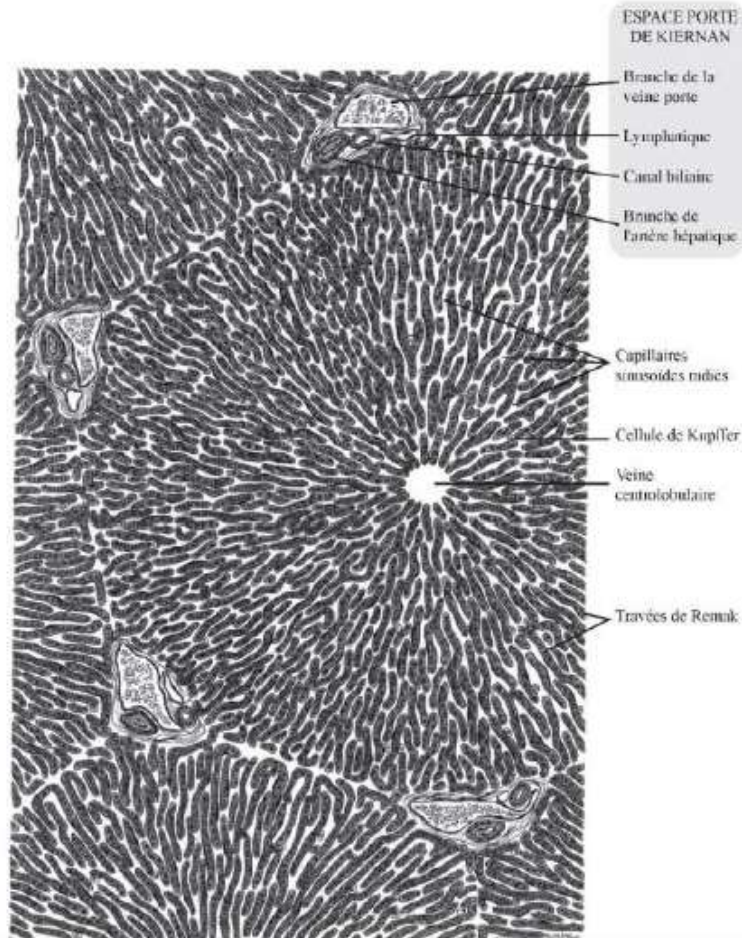 ESPACE PORTE
DE KIERNAN
Branche de la
veine porte
Lymphatique
Canal biliaire
Branche de
l'artère hépatique
Capillaires
sinusoïdes radiés
Cellule de Kupffer
Veine
centrolobulaire
Travées de Remak